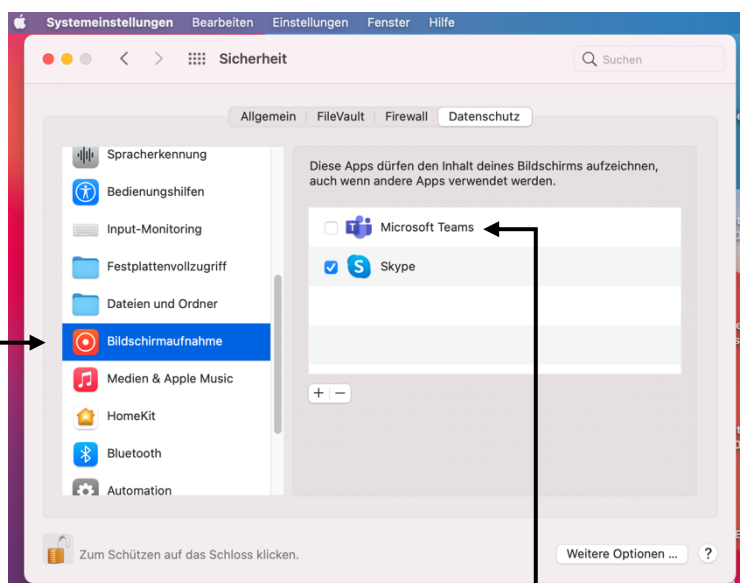 Systemeinstellungen Bearbeiten Einstellungen Fenster Hilfe
Sicherheit
Suchen
Allgemein FileVault Firewall Datenschutz
Spracherkennung
Bedienungshilfen
Input-Monitoring
Festplattenvollzugriff
Dateien und Ordner
Bildschirmaufnahme
Medien & Apple Music
HomeKit
Bluetooth
Automation
Diese Apps dürfen den Inhalt deines Bildschirms aufzeichnen,
auch wenn andere Apps verwendet werden.
Microsoft Teams
Skype
+ −
Zum Schützen auf das Schloss klicken.
Weitere Optionen ... ?